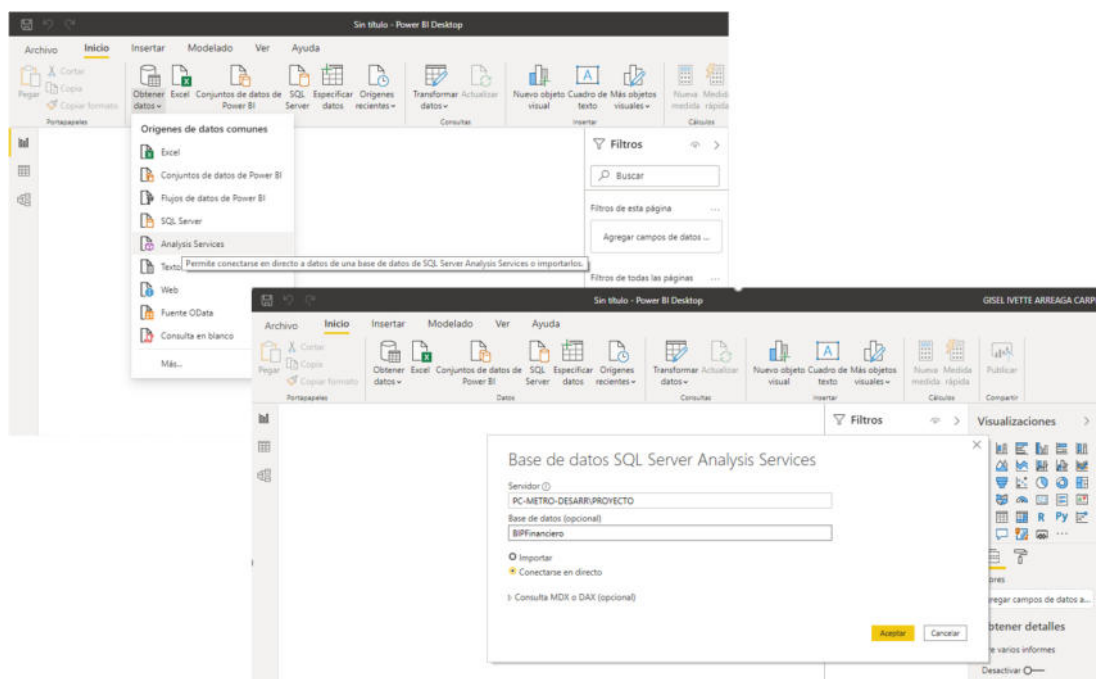 Sin título - Power BI Desktop
Archivo Inicio Insertar Modelado Ver Ayuda
Pegar
Cortar
Copia
Copiar formato
Portapapeles
Obtener datos
Excel
Conjuntos de datos de Power BI
SQL Server
Especificar datos
Orígenes recientes
Transformar datos
Actualizar
Consultas
Nuevo objeto visual
Cuadro de texto
Más objetos visuales
Insertar
Nueva medida
Medida rápida
Cálculos
Orígenes de datos comunes
Excel
Conjuntos de datos de Power BI
Flujos de datos de Power BI
SQL Server
Analysis Services
Permite conectarse en directo a datos de una base de datos de SQL Server Analysis Services o importarlos.
Texto
Web
Fuente OData
Consulta en blanco
Más...
Filtros
Buscar
Filtros de esta página ...
Agregar campos de datos ...
Filtros de todas las páginas ...
Sin título - Power BI Desktop
GISEL IVETTE ARREAGA CARP
Archivo Inicio Insertar Modelado Ver Ayuda
Pegar
Cortar
Copia
Copiar formato
Portapapeles
Obtener datos
Excel
Conjuntos de datos de Power BI
SQL Server
Especificar datos
Orígenes recientes
Datos
Transformar datos
Actualizar
Consultas
Nuevo objeto visual
Cuadro de texto
Más objetos visuales
Insertar
Nueva medida
Medida rápida
Cálculos
Publicar
Compartir
Filtros
Visualizaciones
R Py
Base de datos SQL Server Analysis Services
Servidor
PC-METRO-DESARR\PROYECTO
Base de datos (opcional)
BIPFinanciero
Importar
Conectarse en directo
Consulta MDX o DAX (opcional)
Aceptar
Cancelar
ores
regar campos de datos a...
btener detalles
re varios informes
Desactivar